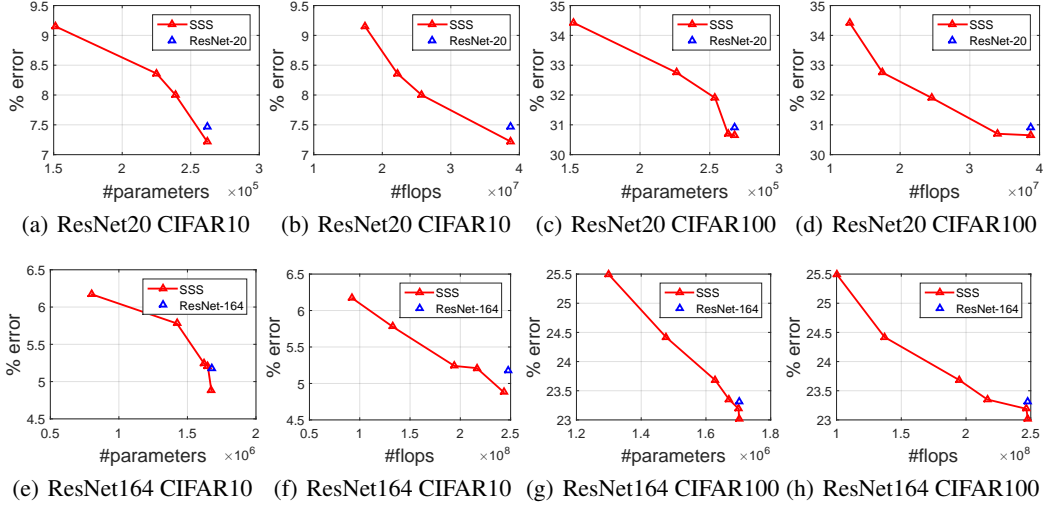 9.5
9
8.5
8
7.5
7
% error
SSS
ResNet-20
1 1.5 2 2.5 3
#parameters ×10^5
(a) ResNet20 CIFAR10
9.5
9
8.5
8
7.5
7
% error
SSS
ResNet-20
1 2 3 4
#flops ×10^7
(b) ResNet20 CIFAR10
35
34
33
32
31
30
% error
SSS
ResNet-20
1.5 2 2.5 3
#parameters ×10^5
(c) ResNet20 CIFAR100
35
34
33
32
31
30
% error
SSS
ResNet-20
1 2 3 4
#flops ×10^7
(d) ResNet20 CIFAR100
6.5
6
5.5
5
4.5
% error
SSS
ResNet-164
0.5 1 1.5 2
#parameters ×10^6
(e) ResNet164 CIFAR10
6.5
6
5.5
5
4.5
% error
SSS
ResNet-164
0.5 1 1.5 2 2.5
#flops ×10^8
(f) ResNet164 CIFAR10
25.5
25
24.5
24
23.5
23
% error
SSS
ResNet-164
1.2 1.4 1.6 1.8
#parameters ×10^6
(g) ResNet164 CIFAR100
25.5
25
24.5
24
23.5
23
% error
SSS
ResNet-164
1 1.5 2 2.5
#flops ×10^8
(h) ResNet164 CIFAR100